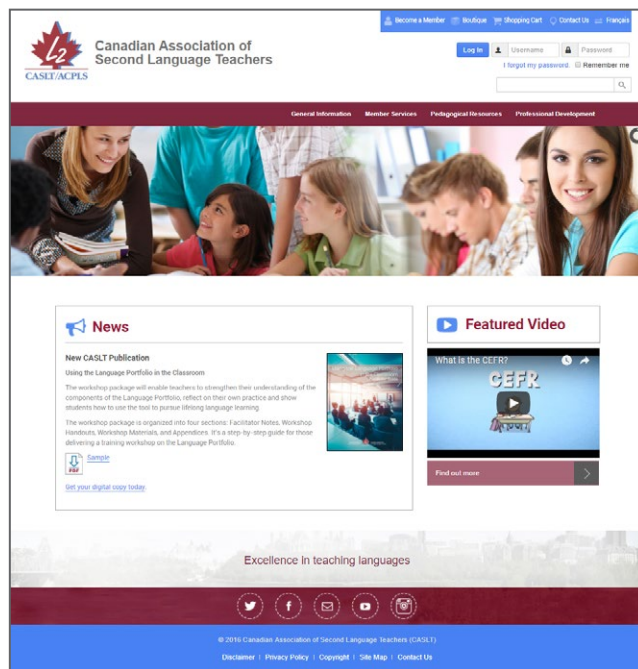 Become a Member Boutique Shopping Cart Contact Us Français
L2
CASLT/ACPLS
Canadian Association of
Second Language Teachers
Log In Username Password
I forgot my password. Remember me
General Information Member Services Pedagogical Resources Professional Development
News
New CASLT Publication
Using the Language Portfolio in the Classroom
The workshop package will enable teachers to strengthen their understanding of the
components of the Language Portfolio, reflect on their own practice and show
students how to use the tool to pursue lifelong language learning
The workshop package is organized into four sections: Facilitator Notes, Workshop
Handouts, Workshop Materials, and Appendices. It's a step-by-step guide for those
delivering a training workshop on the Language Portfolio.
PDF
Sample
Get your digital copy today.
Featured Video
What is the CEFR?
CEFR
Find out more
Excellence in teaching languages
© 2016 Canadian Association of Second Language Teachers (CASLT)
Disclaimer | Privacy Policy | Copyright | Site Map | Contact Us